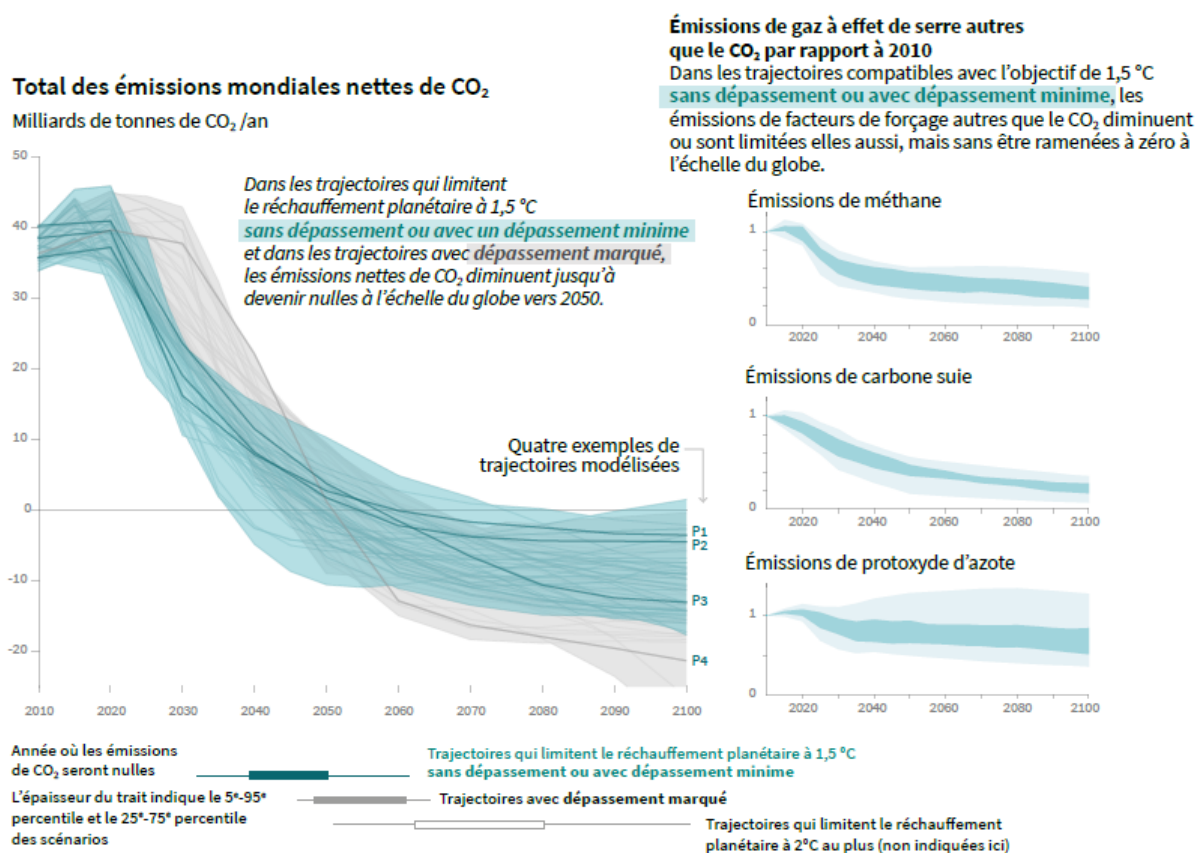 Émissions de gaz à effet de serre autres
que le CO₂ par rapport à 2010
Dans les trajectoires compatibles avec l'objectif de 1,5 °C
sans dépassement ou avec dépassement minime, les
émissions de facteurs de forçage autres que le CO₂ diminuent
ou sont limitées elles aussi, mais sans être ramenées à zéro à
l'échelle du globe.
Total des émissions mondiales nettes de CO₂
Milliards de tonnes de CO₂ /an
50
40
30
20
10
0
-10
-20
2010 2020 2030 2040 2050 2060 2070 2080 2090 2100
Dans les trajectoires qui limitent
le réchauffement planétaire à 1,5 °C
sans dépassement ou avec un dépassement minime
et dans les trajectoires avec dépassement marqué,
les émissions nettes de CO₂ diminuent jusqu'à
devenir nulles à l'échelle du globe vers 2050.
Quatre exemples de
trajectoires modélisées
P1
P2
P3
P4
Émissions de méthane
1
0
2020 2040 2060 2080 2100
Émissions de carbone suie
1
0
2020 2040 2060 2080 2100
Émissions de protoxyde d'azote
1
0
2020 2040 2060 2080 2100
Année où les émissions
de CO₂ seront nulles
L'épaisseur du trait indique le 5ᵉ-95ᵉ
percentile et le 25ᵉ-75ᵉ percentile
des scénarios
Trajectoires qui limitent le réchauffement planétaire à 1,5 °C
sans dépassement ou avec dépassement minime
Trajectoires avec dépassement marqué
Trajectoires qui limitent le réchauffement
planétaire à 2°C au plus (non indiquées ici)